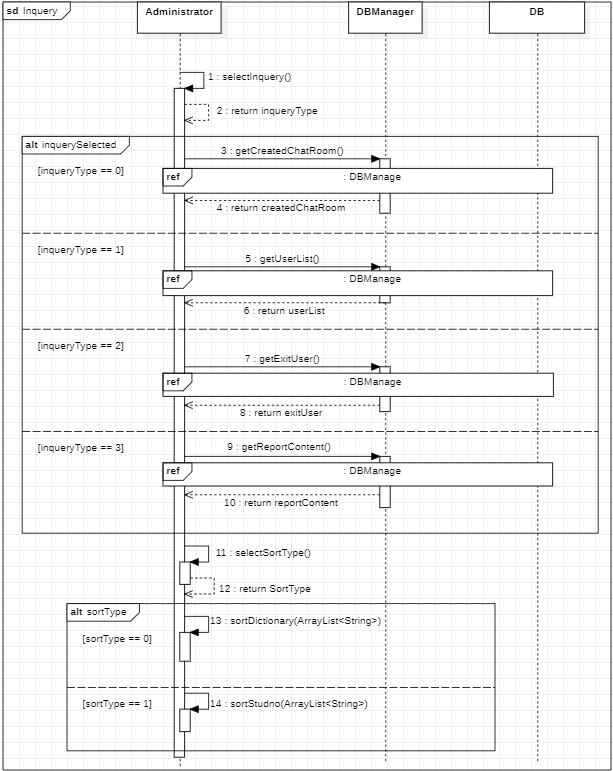 sd Inquery
Administrator
DBManager
DB
1 : selectInquery()
2 : return inqueryType
alt inquerySelected
[inqueryType == 0]
3 : getCreatedChatRoom()
ref
: DBManage
4 : return createdChatRoom
[inqueryType == 1]
5 : getUserList()
ref
: DBManage
6 : return userList
[inqueryType == 2]
7 : getExitUser()
ref
: DBManage
8 : return exitUser
[inqueryType == 3]
9 : getReportContent()
ref
: DBManage
10 : return reportContent
11 : selectSortType()
12 : return SortType
alt sortType
13 : sortDictionary(ArrayList<String>)
[sortType == 0]
[sortType == 1]
14 : sortStudno(ArrayList<String>)